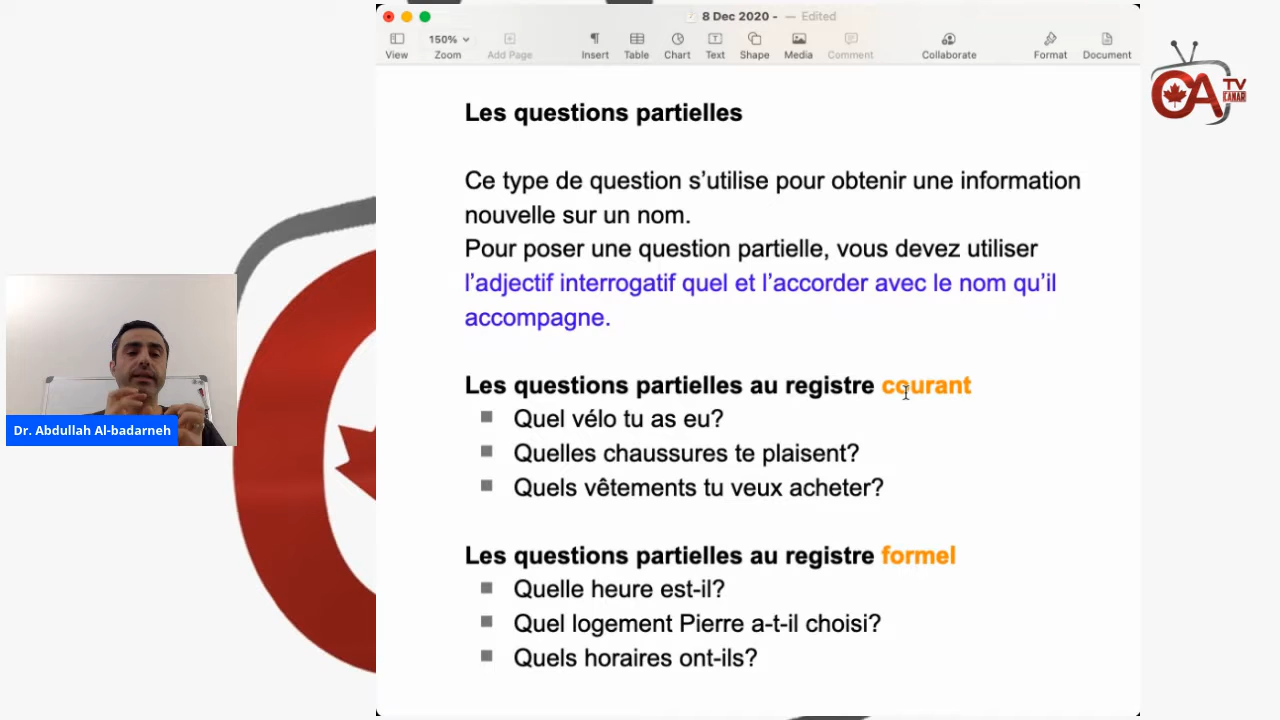 8 Dec 2020 - — Edited
150%
View Zoom Add Page Insert Table Chart Text Shape Media Comment Collaborate Format Document
CA TV
CANAR
Les questions partielles
Ce type de question s’utilise pour obtenir une information
nouvelle sur un nom.
Pour poser une question partielle, vous devez utiliser
l’adjectif interrogatif quel et l’accorder avec le nom qu’il
accompagne.
Les questions partielles au registre courant
Quel vélo tu as eu?
Quelles chaussures te plaisent?
Quels vêtements tu veux acheter?
Les questions partielles au registre formel
Quelle heure est-il?
Quel logement Pierre a-t-il choisi?
Quels horaires ont-ils?
Dr. Abdullah Al-badarneh